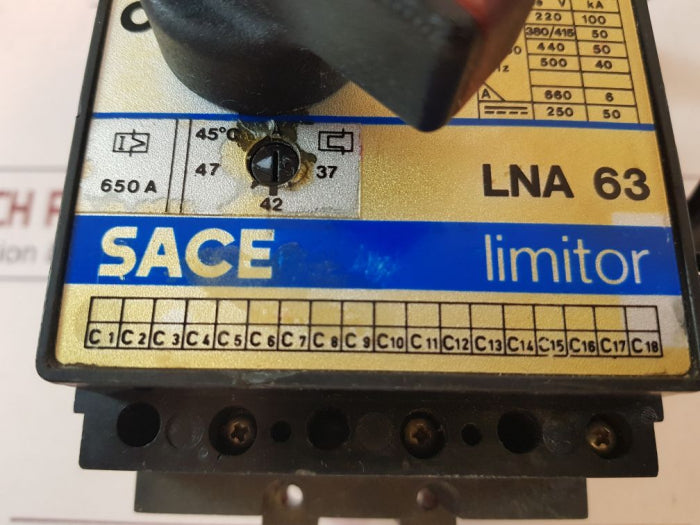 V kA
220 100
380/415 50
440 50
500 40
Hz
A 660 6
250 50
45°C
I>
47 37
650 A
42
LNA 63
SACE limitor
C1 C2 C3 C4 C5 C6 C7 C8 C9 C10 C11 C12 C13 C14 C15 C16 C17 C18